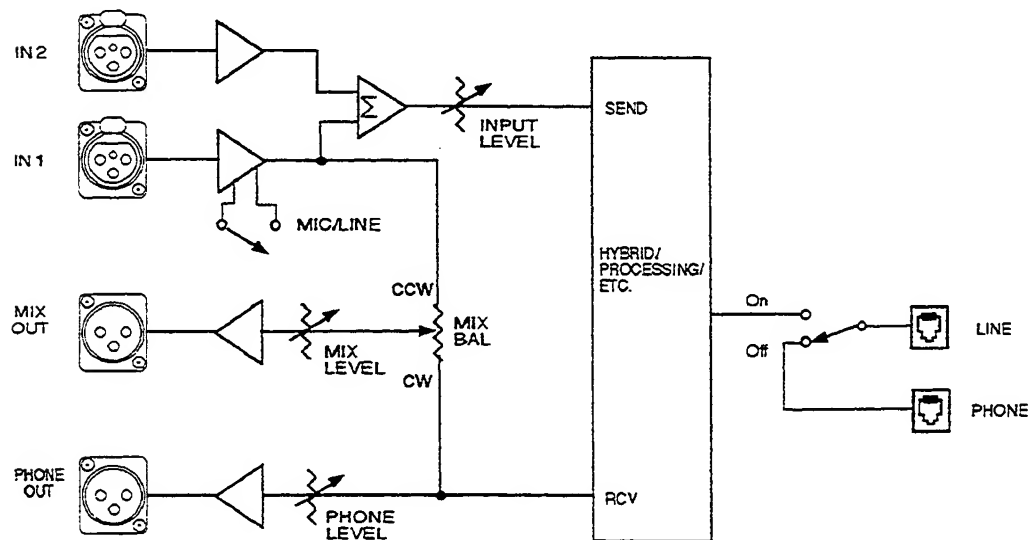 IN 2
Σ
INPUT
LEVEL
SEND
IN 1
MIC/LINE
HYBRID/
PROCESSING/
ETC.
MIX
OUT
CCW
MIX
BAL
MIX
LEVEL
CW
On
Off
LINE
PHONE
PHONE
OUT
PHONE
LEVEL
RCV